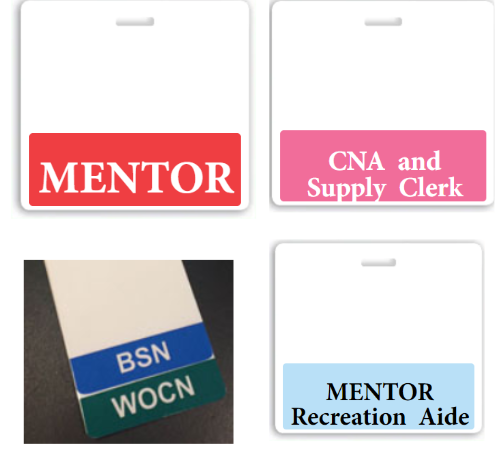 MENTOR
CNA and
Supply Clerk
BSN
WOCN
MENTOR
Recreation Aide